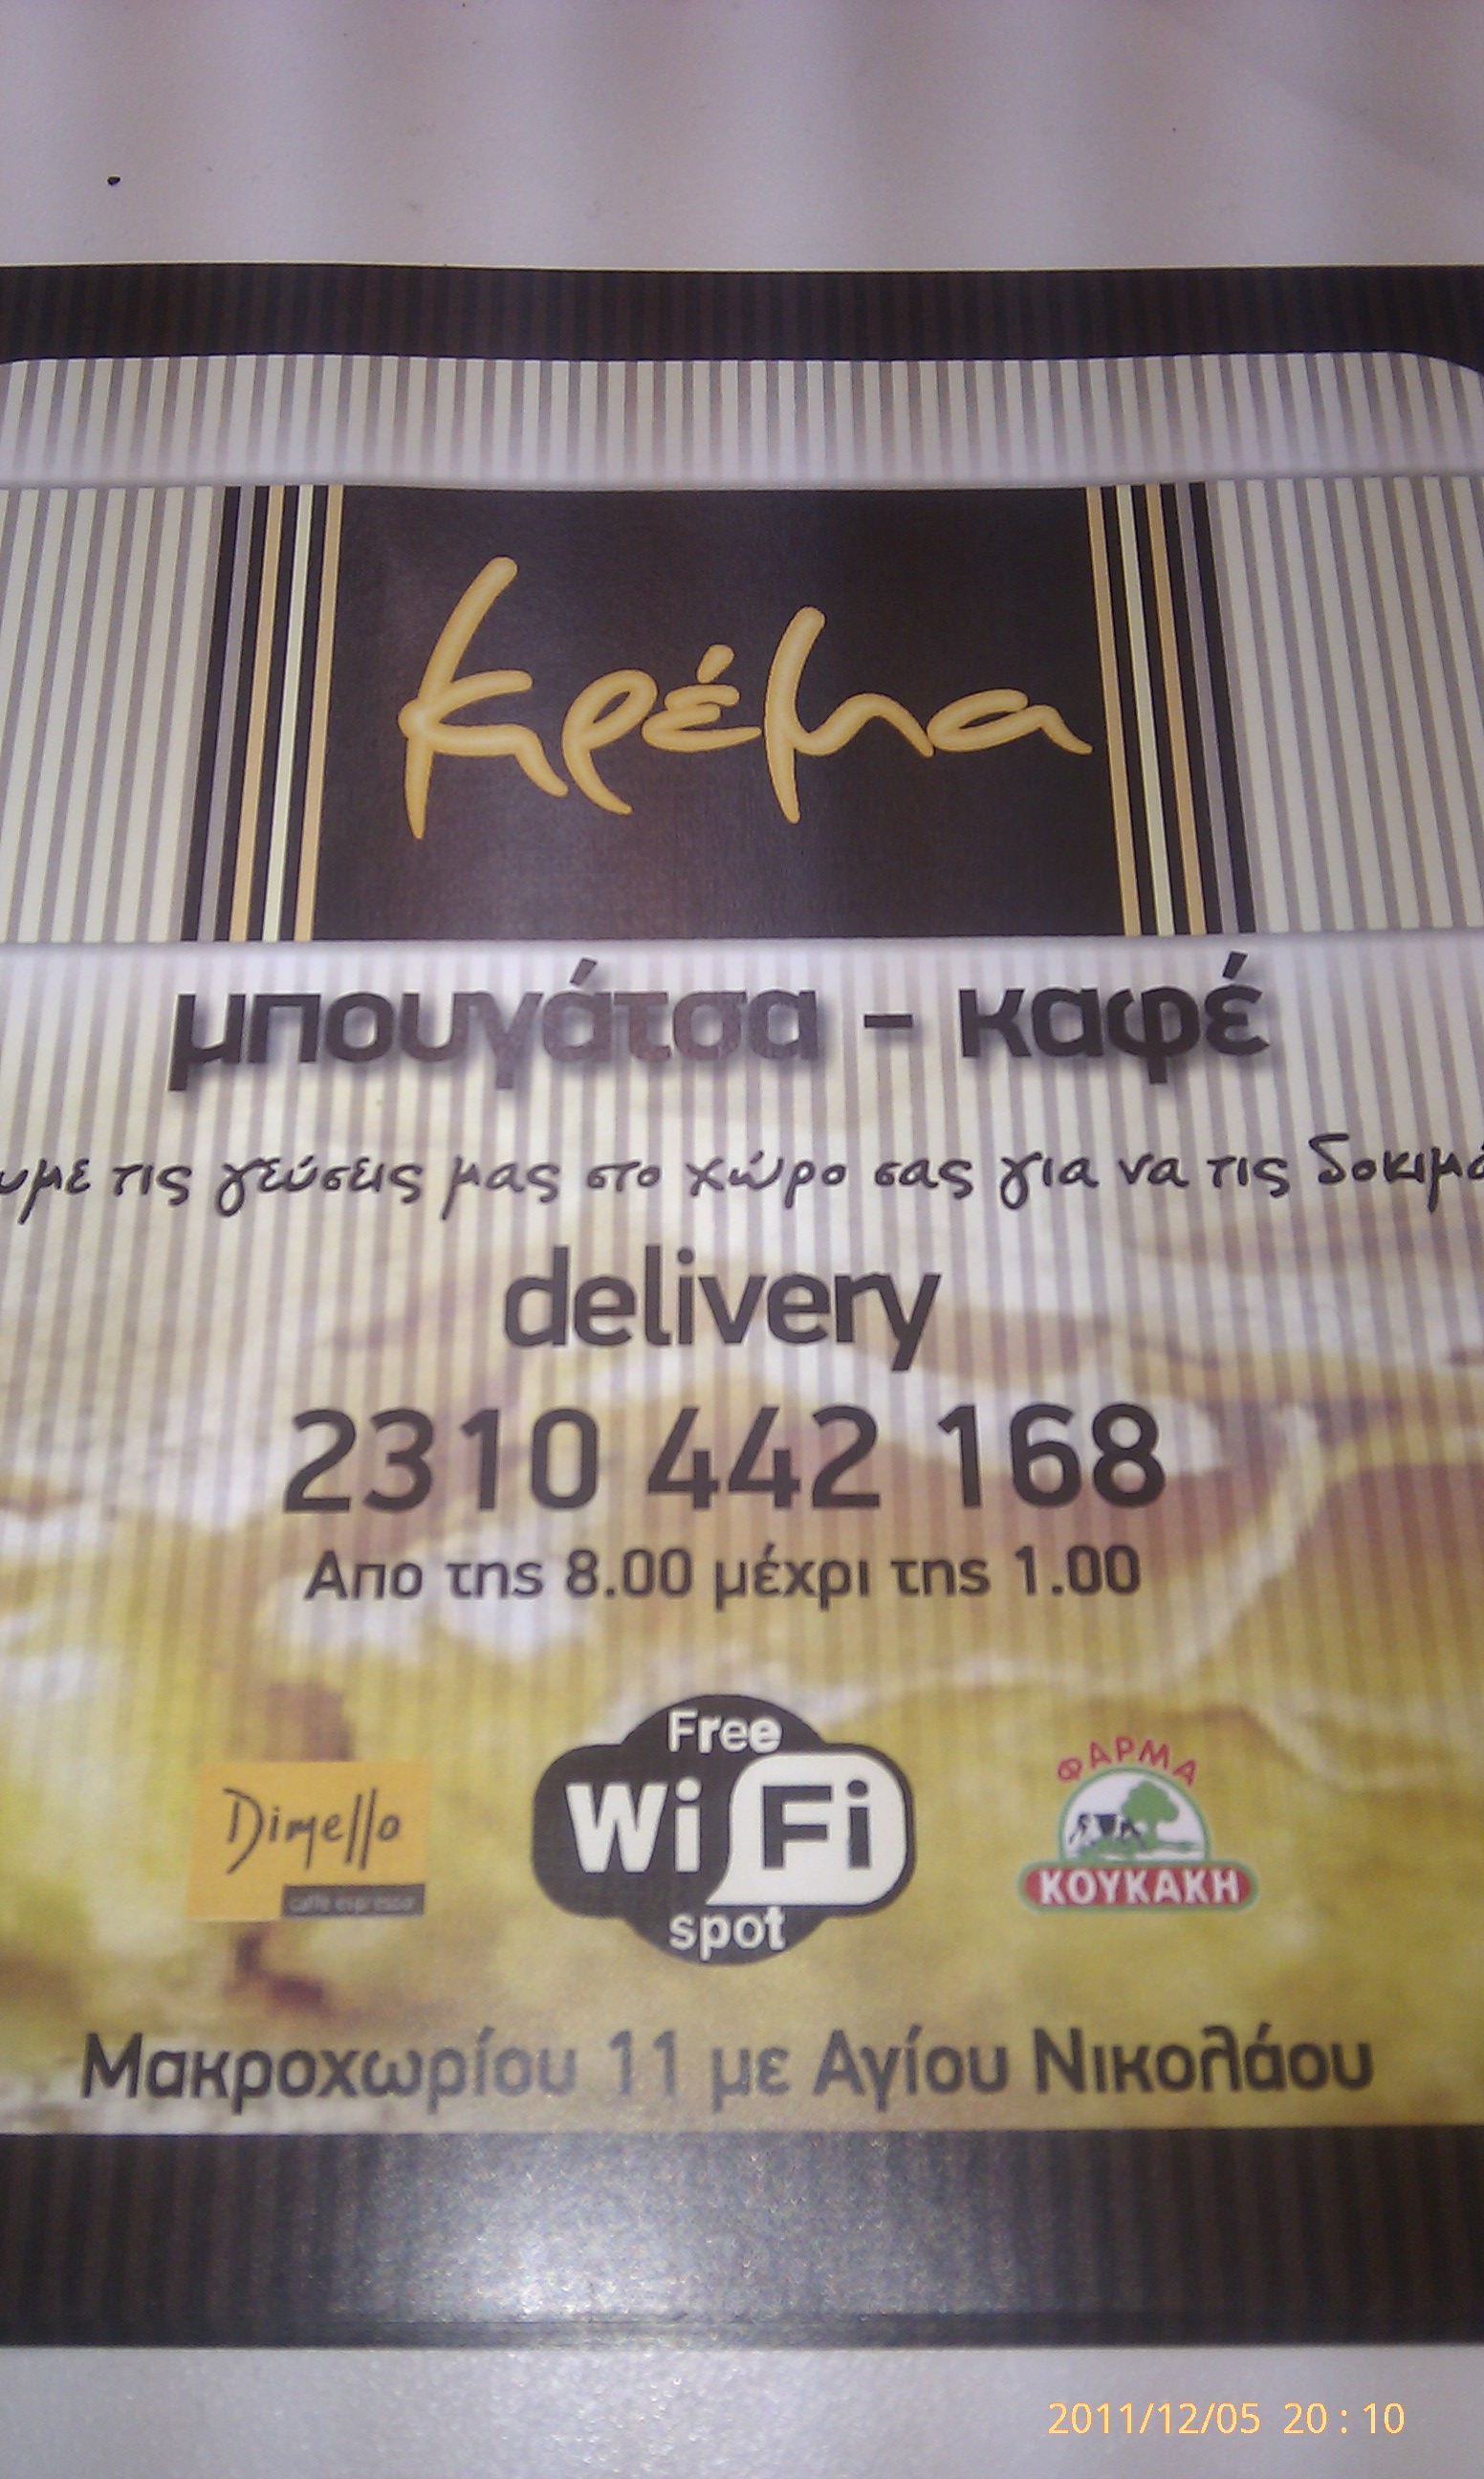 κρέμα
μπουγάτσα - καφέ
τις γεύσεις μας στο χώρο σας για να τις
delivery
2310 442 168
Απο της 8.00 μέχρι της 1.00
Free
Wi Fi
spot
Dimello
caffè espresso
ΦΑΡΜΑ
ΚΟΥΚΑΚΗ
Μακροχωρίου 11 με Αγίου Νικολάου
2011/12/05 20:10